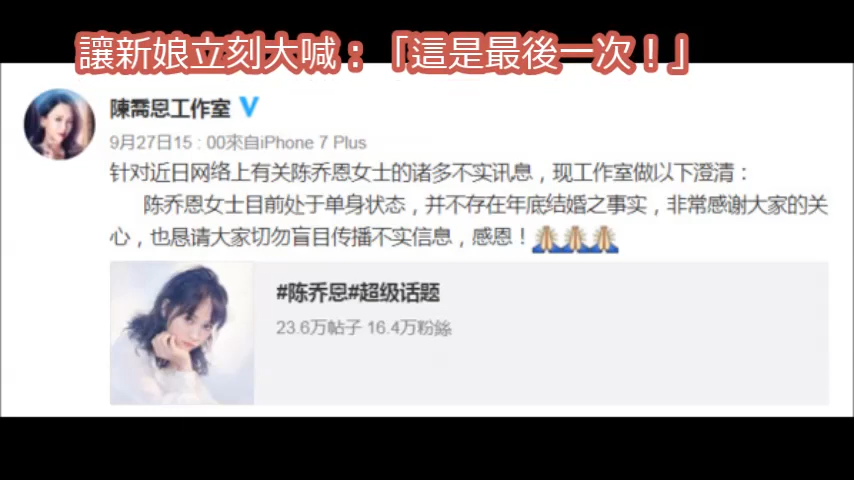 讓新娘立刻大喊：「這是最後一次！」
陳喬恩工作室
9月27日15：00來自iPhone 7 Plus
针对近日网络上有关陈乔恩女士的诸多不实讯息，现工作室做以下澄清：
陈乔恩女士目前处于单身状态，并不存在年底结婚之事实，非常感谢大家的关
心，也恳请大家切勿盲目传播不实信息，感恩！🙏🙏🙏
#陈乔恩#超级话题
23.6万帖子 16.4万粉絲